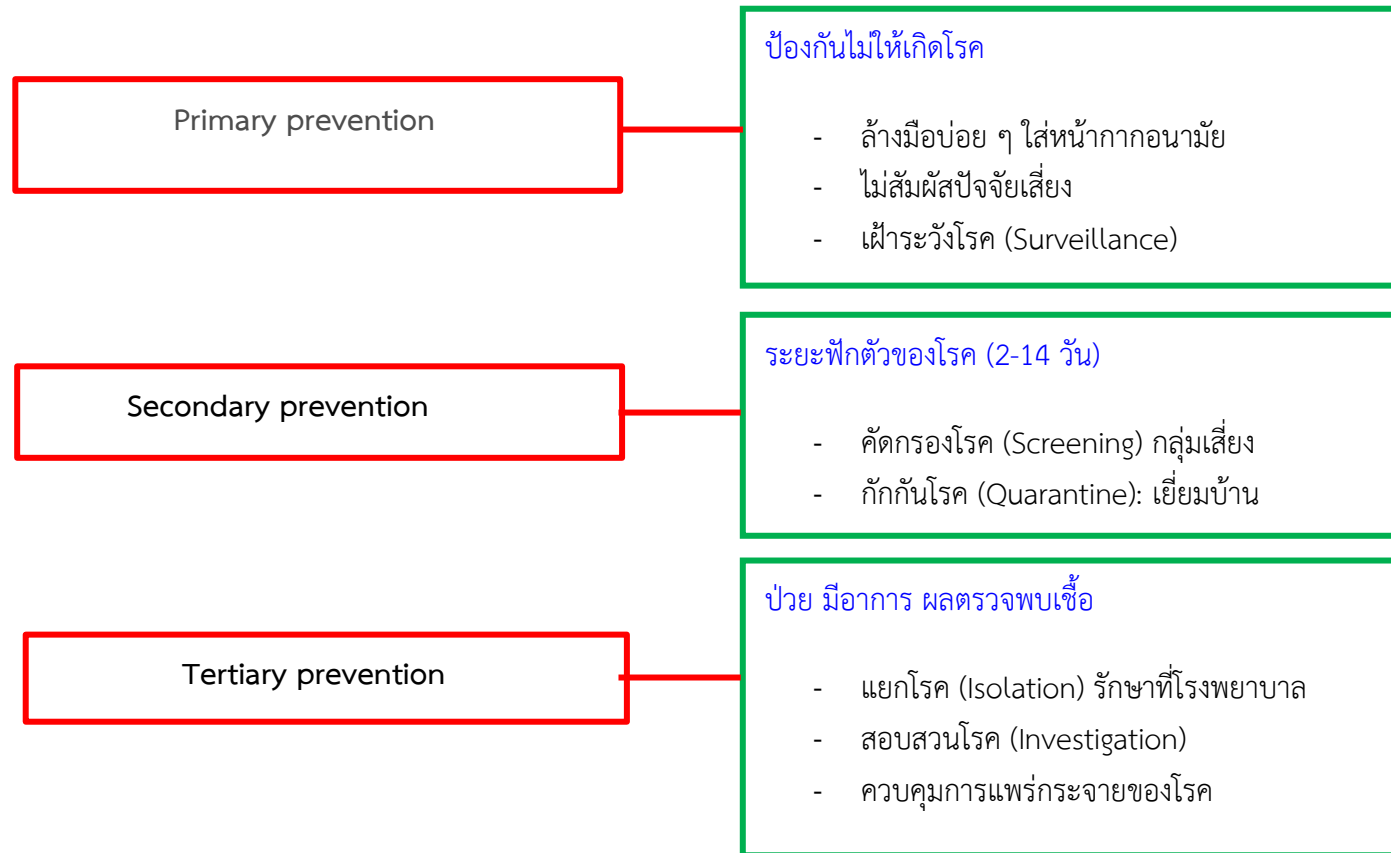 Primary prevention
ป้องกันไม่ให้เกิดโรค
- ล้างมือบ่อย ๆ ใส่หน้ากากอนามัย
- ไม่สัมผัสปัจจัยเสี่ยง
- เฝ้าระวังโรค (Surveillance)
Secondary prevention
ระยะฟักตัวของโรค (2-14 วัน)
- คัดกรองโรค (Screening) กลุ่มเสี่ยง
- กักกันโรค (Quarantine): เยี่ยมบ้าน
Tertiary prevention
ป่วย มีอาการ ผลตรวจพบเชื้อ
- แยกโรค (Isolation) รักษาที่โรงพยาบาล
- สอบสวนโรค (Investigation)
- ควบคุมการแพร่กระจายของโรค